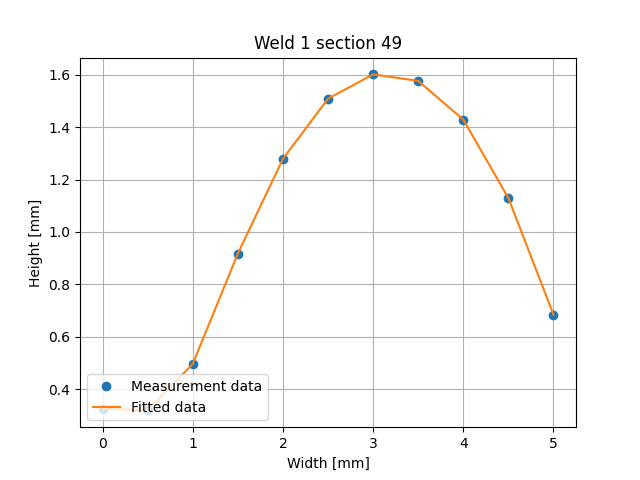 Weld 1 section 49
Height [mm]
1.6
1.4
1.2
1.0
0.8
0.6
0.4
Measurement data
Fitted data
0 1 2 3 4 5
Width [mm]